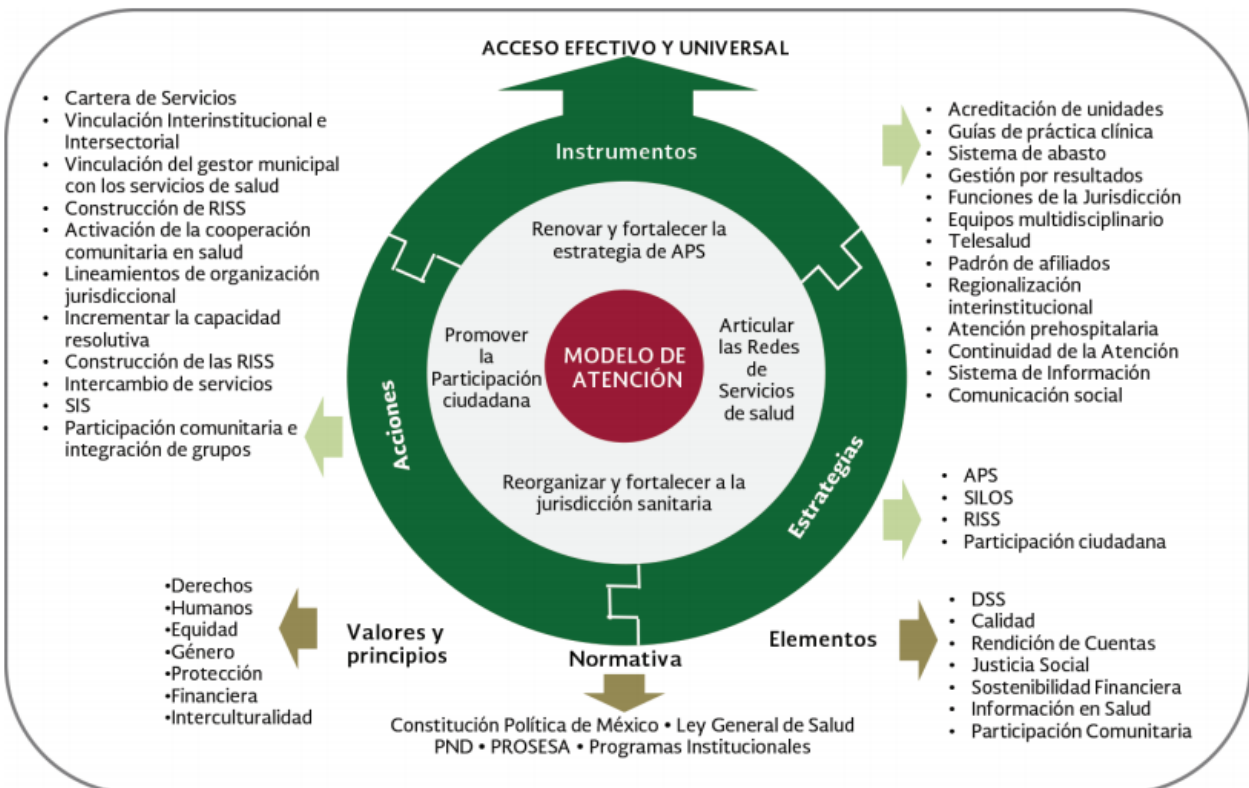 ACCESO EFECTIVO Y UNIVERSAL
• Cartera de Servicios
• Vinculación Interinstitucional e
Intersectorial
• Vinculación del gestor municipal
con los servicios de salud
• Construcción de RISS
• Activación de la cooperación
comunitaria en salud
• Lineamientos de organización
jurisdiccional
• Incrementar la capacidad
resolutiva
• Construcción de las RISS
• Intercambio de servicios
• SIS
• Participación comunitaria e
integración de grupos
Instrumentos
Renovar y fortalecer la
estrategia de APS
Promover
la
Participación
ciudadana
MODELO DE
ATENCIÓN
Articular
las Redes
de
Servicios
de salud
Reorganizar y fortalecer a la
jurisdicción sanitaria
Acciones
Estrategias
• Acreditación de unidades
• Guías de práctica clínica
• Sistema de abasto
• Gestión por resultados
• Funciones de la Jurisdicción
• Equipos multidisciplinario
• Telesalud
• Padrón de afiliados
• Regionalización
interinstitucional
• Atención prehospitalaria
• Continuidad de la Atención
• Sistema de Información
• Comunicación social
• APS
• SILOS
• RISS
• Participación ciudadana
•Derechos
•Humanos
•Equidad
•Género
•Protección
•Financiera
•Interculturalidad
Valores y
principios
Normativa
Elementos
• DSS
• Calidad
• Rendición de Cuentas
• Justicia Social
• Sostenibilidad Financiera
• Información en Salud
• Participación Comunitaria
Constitución Política de México • Ley General de Salud
PND • PROSESA • Programas Institucionales